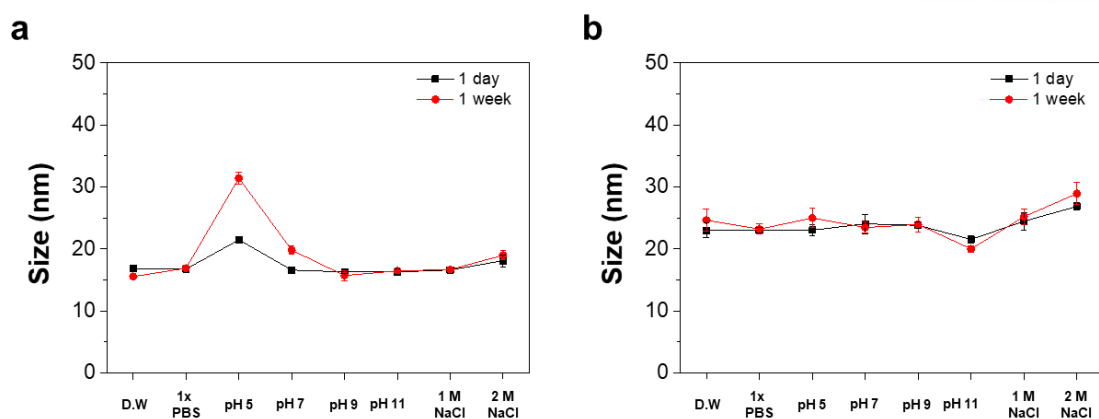 a
50
40
30
20
10
0
Size (nm)
1 day
1 week
D.W
1x
PBS
pH 5
pH 7
pH 9
pH 11
1 M
NaCl
2 M
NaCl
b
50
40
30
20
10
0
Size (nm)
1 day
1 week
D.W
1x
PBS
pH 5
pH 7
pH 9
pH 11
1 M
NaCl
2 M
NaCl